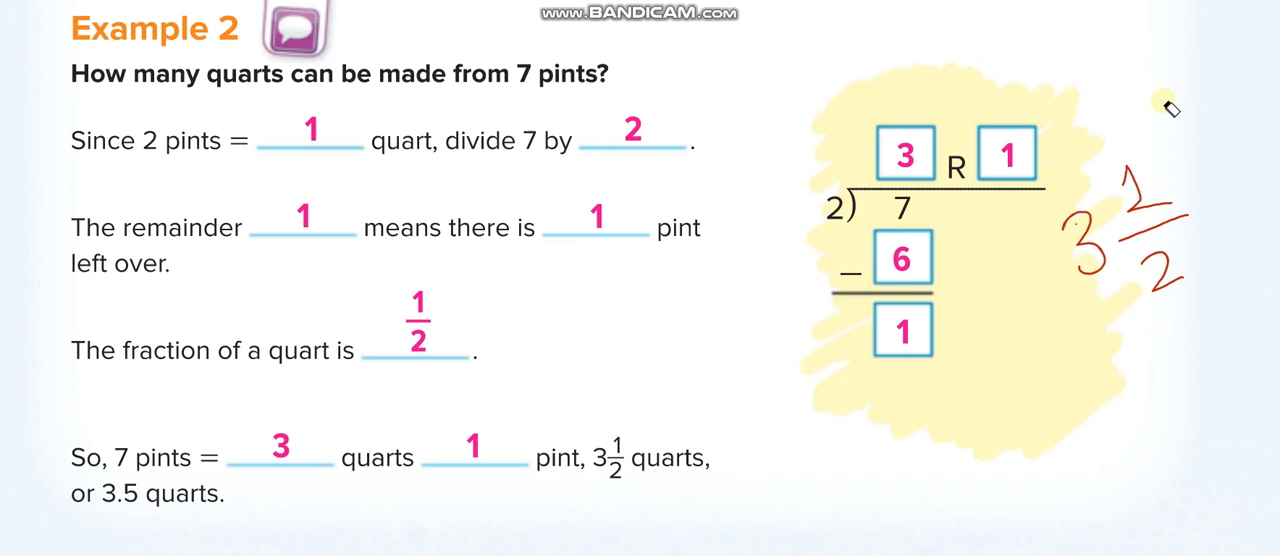 www.BANDICAM.com
Example 2
How many quarts can be made from 7 pints?
Since 2 pints = 1 quart, divide 7 by 2.
The remainder 1 means there is 1 pint
left over.
The fraction of a quart is 1/2.
So, 7 pints = 3 quarts 1 pint, 3 1/2 quarts,
or 3.5 quarts.
3 R 1
2) 7
− 6
1
3 1/2